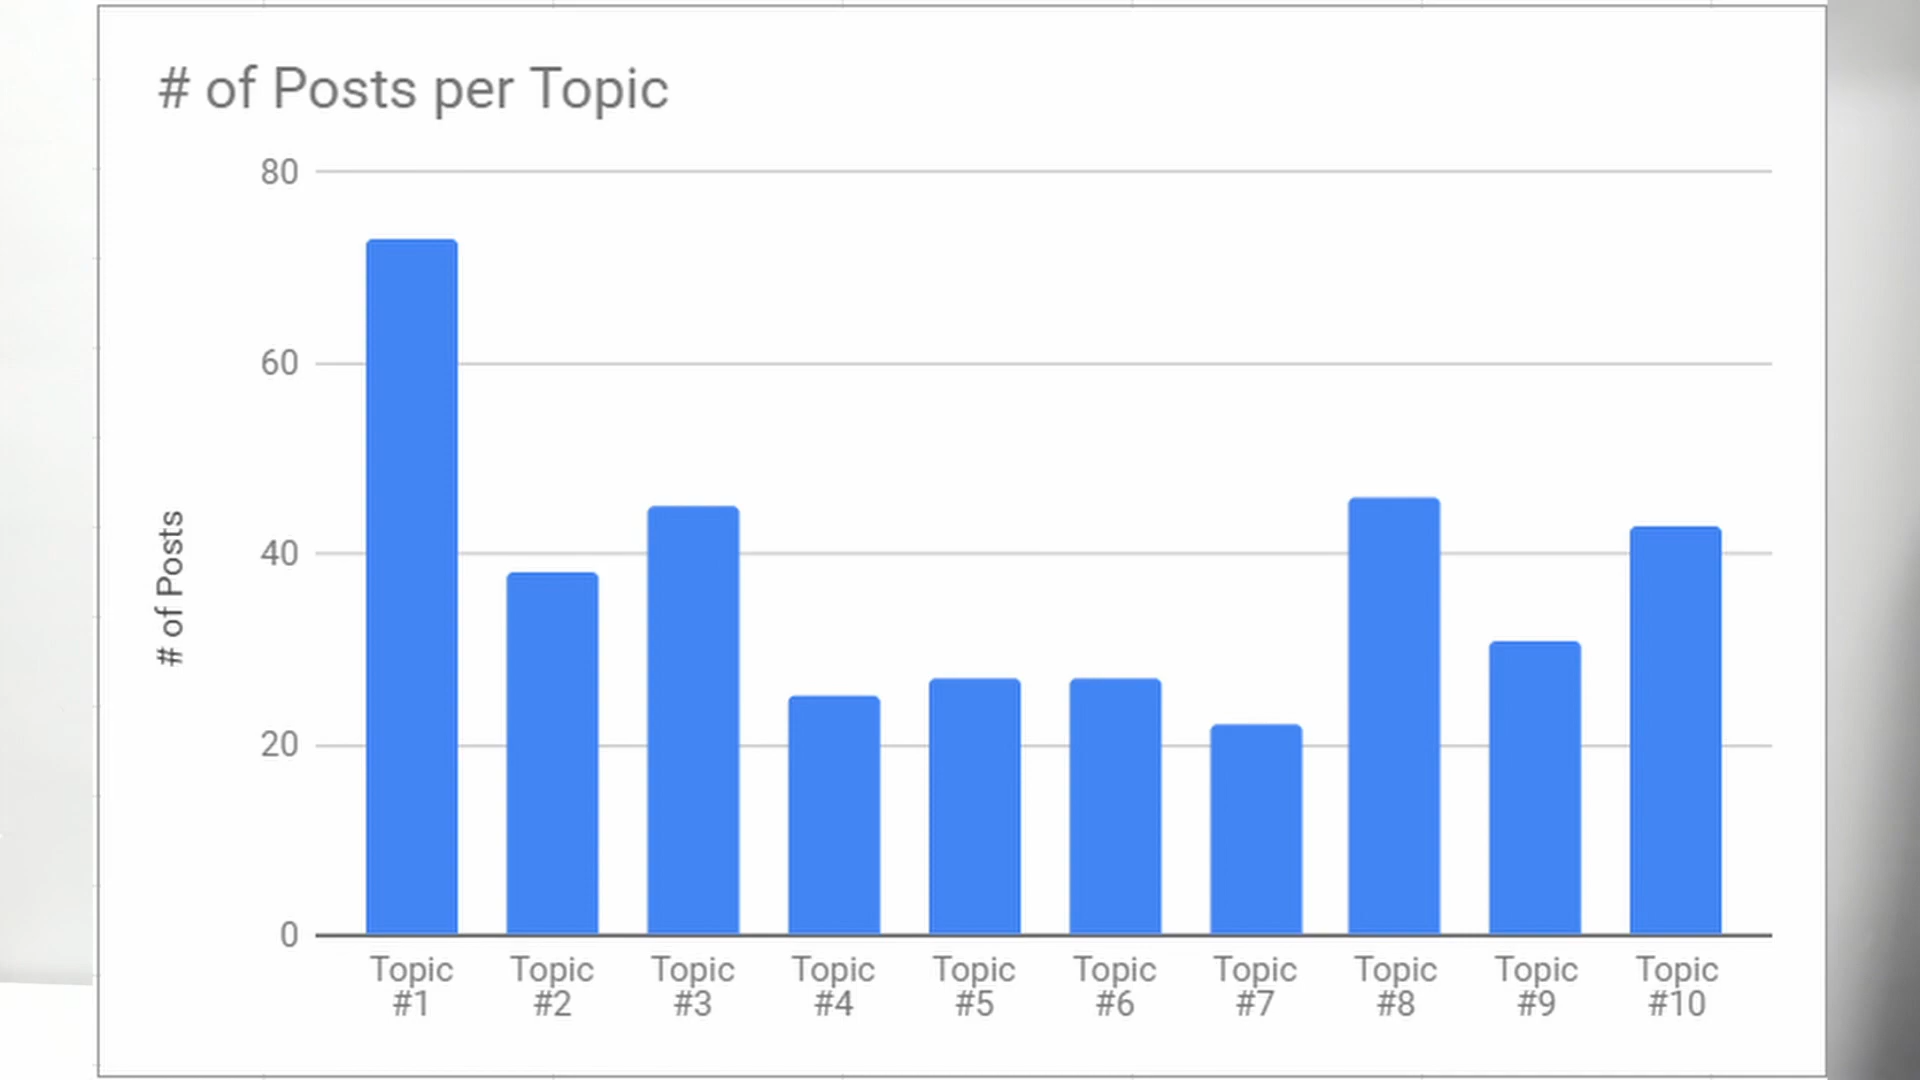 # of Posts per Topic
80
60
40
20
0
# of Posts
Topic #1
Topic #2
Topic #3
Topic #4
Topic #5
Topic #6
Topic #7
Topic #8
Topic #9
Topic #10